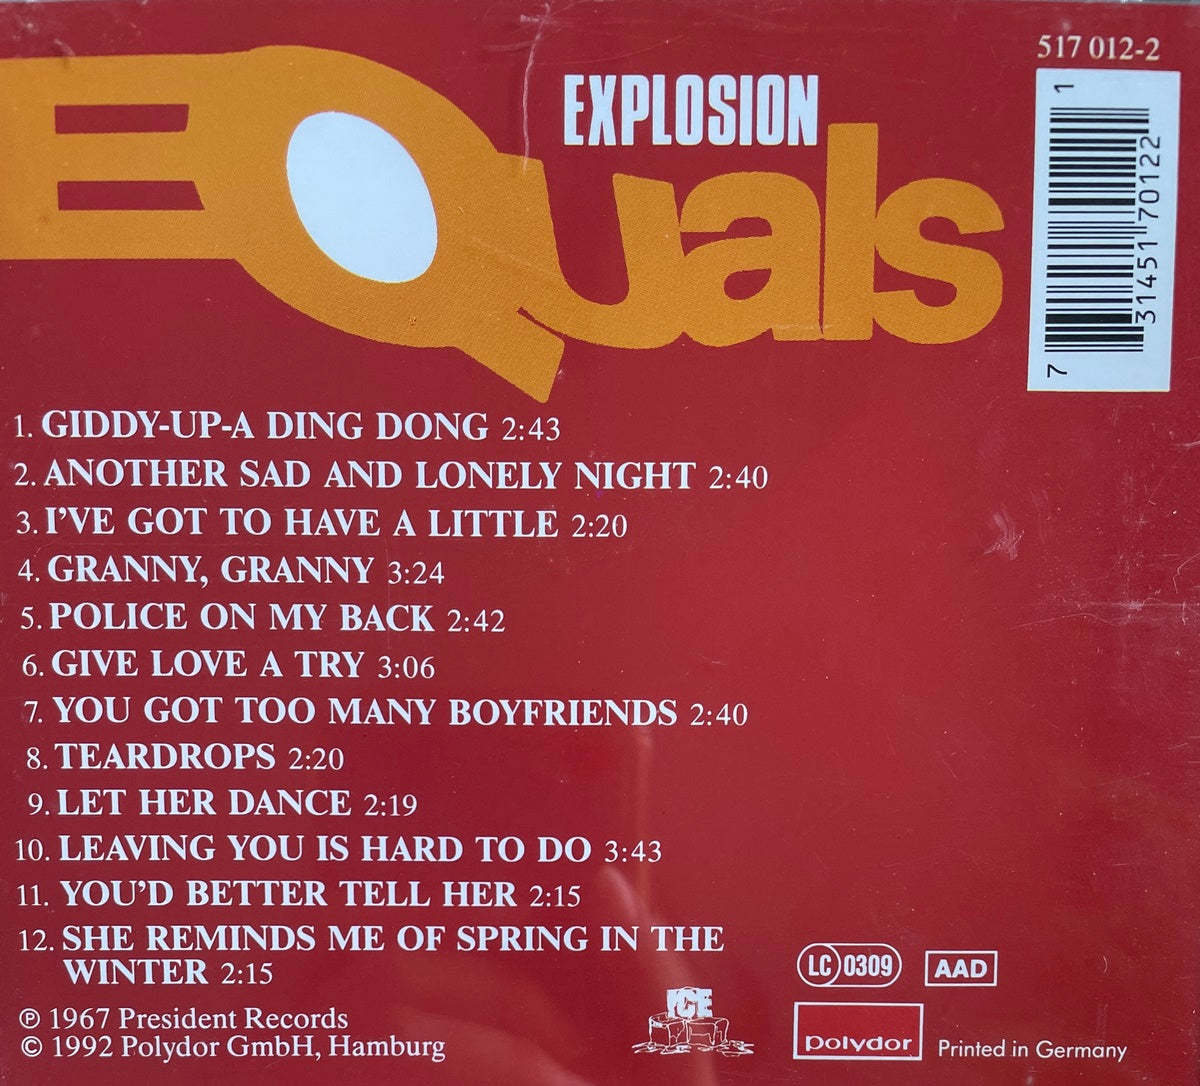 517 012-2
EXPLOSION
EQuals
1
7
31451 70122
1. GIDDY-UP-A DING DONG 2:43
2. ANOTHER SAD AND LONELY NIGHT 2:40
3. I'VE GOT TO HAVE A LITTLE 2:20
4. GRANNY, GRANNY 3:24
5. POLICE ON MY BACK 2:42
6. GIVE LOVE A TRY 3:06
7. YOU GOT TOO MANY BOYFRIENDS 2:40
8. TEARDROPS 2:20
9. LET HER DANCE 2:19
10. LEAVING YOU IS HARD TO DO 3:43
11. YOU'D BETTER TELL HER 2:15
12. SHE REMINDS ME OF SPRING IN THE
WINTER 2:15
LC 0309
AAD
℗ 1967 President Records
© 1992 Polydor GmbH, Hamburg
ICE
polydor
Printed in Germany